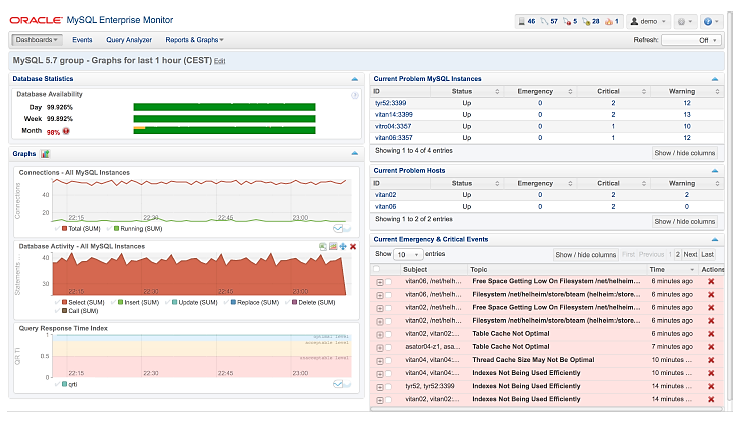 ORACLE MySQL Enterprise Monitor
46 57 5 28 1 demo
Dashboards Events Query Analyzer Reports & Graphs Refresh: Off
MySQL 5.7 group - Graphs for last 1 hour (CEST) Edit
Database Statistics
Database Availability
Day 99.926%
Week 99.892%
Month 98%
Graphs
Connections - All MySQL Instances
Connections
40
20
22:15 22:30 22:45 23:00
Total (SUM) Running (SUM)
Database Activity - All MySQL Instances
Statements
40
30
22:15 22:30 22:45 23:00
Select (SUM) Insert (SUM) Update (SUM) Replace (SUM) Delete (SUM)
Call (SUM)
Query Response Time Index
QRTi
1
0.5
0
optimal level
acceptable level
unacceptable level
22:15 22:30 22:45 23:00
qrti
Current Problem MySQL Instances
ID Status Emergency Critical Warning
tyr52:3399 Up 0 2 12
vitan14:3399 Up 0 2 13
vitro04:3357 Up 0 1 10
vitan06:3357 Up 0 1 12
Showing 1 to 4 of 4 entries
Show / hide columns
Current Problem Hosts
ID Status Emergency Critical Warning
vitan02 Up 0 2 2
vitan06 Up 0 2 0
Showing 1 to 2 of 2 entries
Show / hide columns
Current Emergency & Critical Events
Show 10 entries Show / hide columns First Previous 1 2 Next Last
Subject Topic Time Actions
vitan06, /net/helh... Free Space Getting Low On Filesystem /net/helheim... 6 minutes ago
vitan06, /net/helh... Filesystem /net/helheim/store/bteam (helheim:/store... 6 minutes ago
vitan02, /net/helh... Free Space Getting Low On Filesystem /net/helheim... 6 minutes ago
vitan02, /net/helh... Filesystem /net/helheim/store/bteam (helheim:/store... 6 minutes ago
vitan02, vitan02:... Table Cache Not Optimal 6 minutes ago
asator04-z1, asa... Table Cache Not Optimal 7 minutes ago
vitan04, vitan04:... Thread Cache Size May Not Be Optimal 10 minutes ...
vitan04, vitan04:... Indexes Not Being Used Efficiently 10 minutes ...
tyr52, tyr52:3399 Indexes Not Being Used Efficiently 14 minutes ...
vitan02, vitan02:... Indexes Not Being Used Efficiently 14 minutes ...